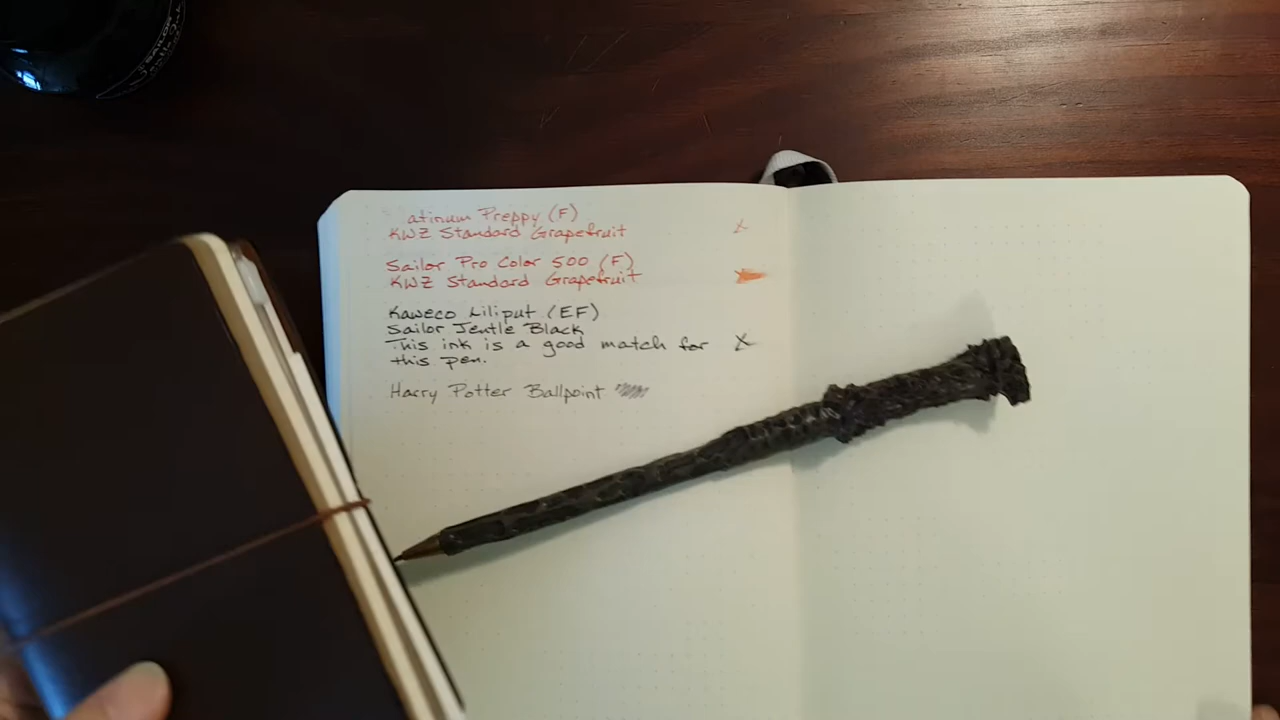 atinum Preppy (F)
KWZ Standard Grapefruit
Sailor Pro Color 500 (F)
KWZ Standard Grapefruit
Kaweco Liliput (EF)
Sailor Jentle Black
This ink is a good match for
this pen.
Harry Potter Ballpoint